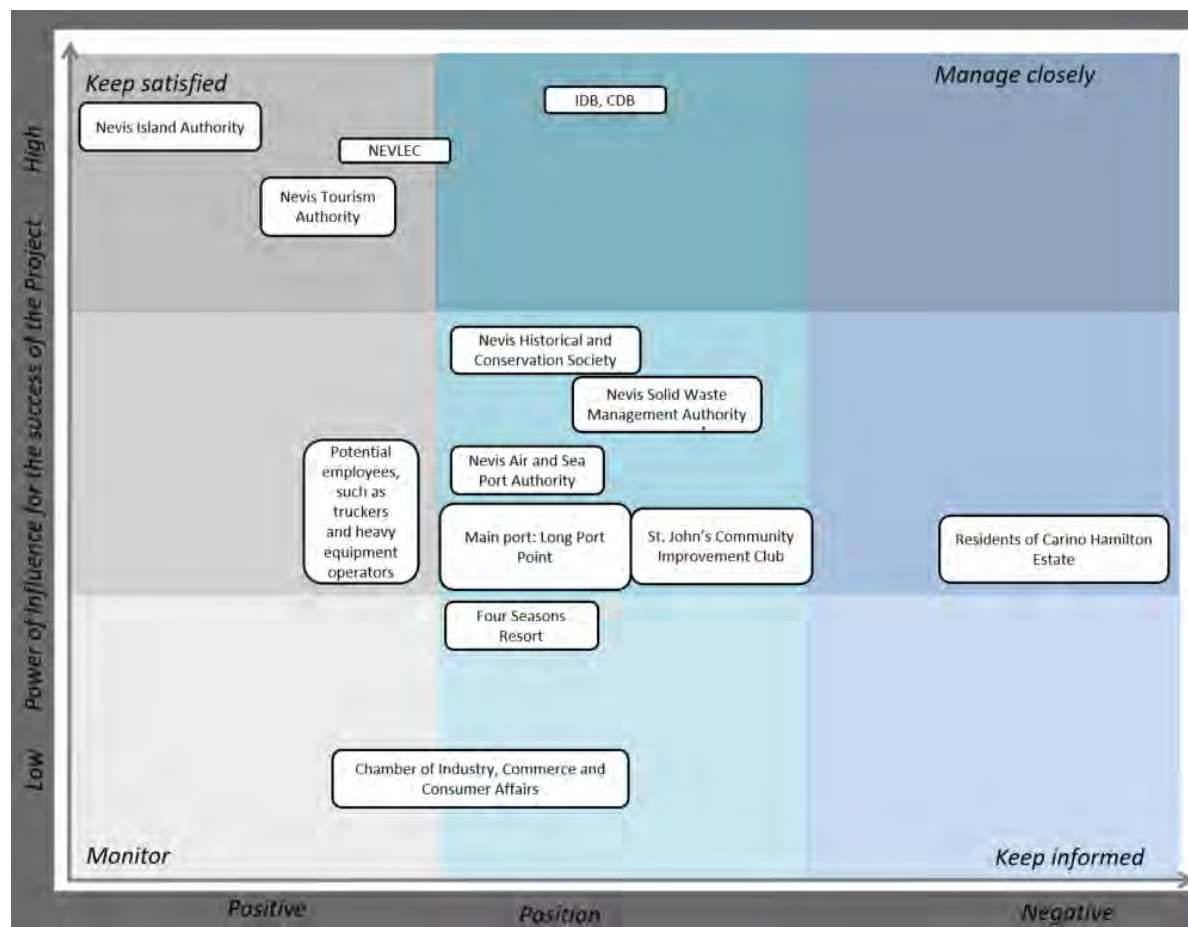 Keep satisfied
Manage closely
IDB, CDB
Nevis Island Authority
NEVLEC
Nevis Tourism
Authority
High
Power of Influence for the success of the Project
Low
Nevis Historical and
Conservation Society
Nevis Solid Waste
Management Authority
Potential
employees,
such as
truckers
and heavy
equipment
operators
Nevis Air and Sea
Port Authority
Main port: Long Port
Point
St. John's Community
Improvement Club
Residents of Carino Hamilton
Estate
Four Seasons
Resort
Chamber of Industry, Commerce and
Consumer Affairs
Monitor
Keep informed
Positive
Position
Negative